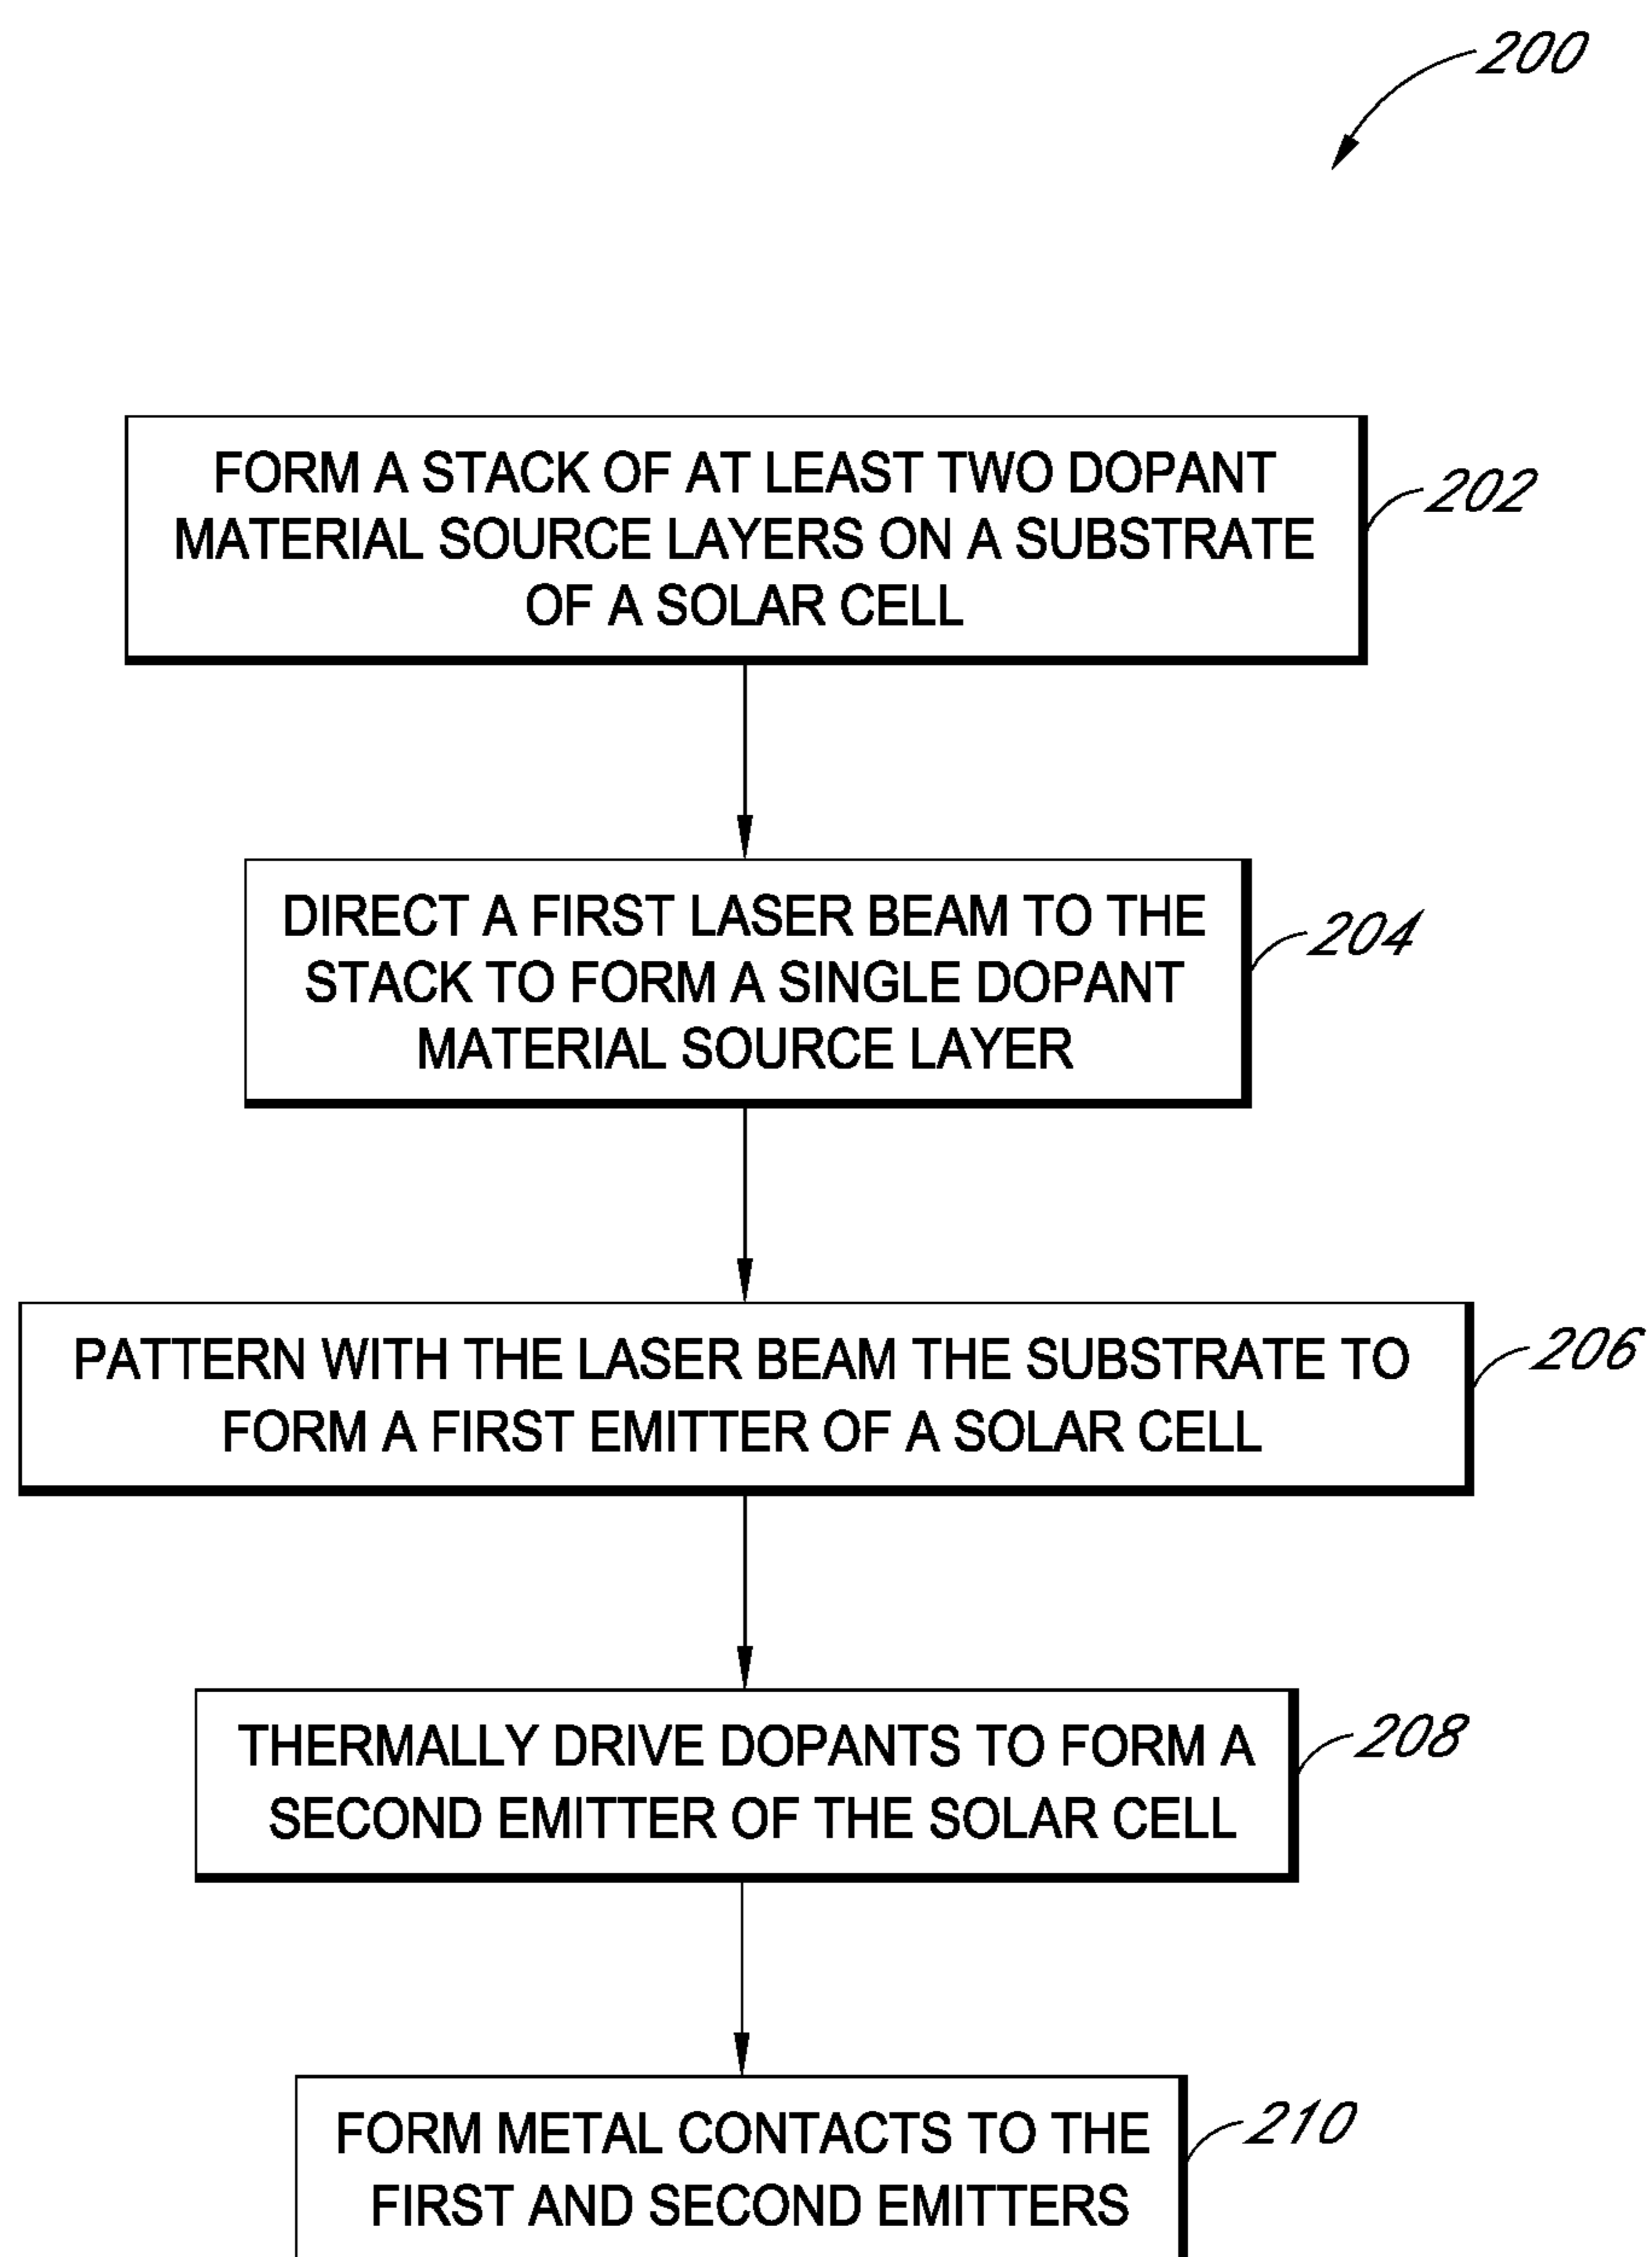 200
FORM A STACK OF AT LEAST TWO DOPANT
MATERIAL SOURCE LAYERS ON A SUBSTRATE
OF A SOLAR CELL
202
DIRECT A FIRST LASER BEAM TO THE
STACK TO FORM A SINGLE DOPANT
MATERIAL SOURCE LAYER
204
PATTERN WITH THE LASER BEAM THE SUBSTRATE TO
FORM A FIRST EMITTER OF A SOLAR CELL
206
THERMALLY DRIVE DOPANTS TO FORM A
SECOND EMITTER OF THE SOLAR CELL
208
FORM METAL CONTACTS TO THE
FIRST AND SECOND EMITTERS
210